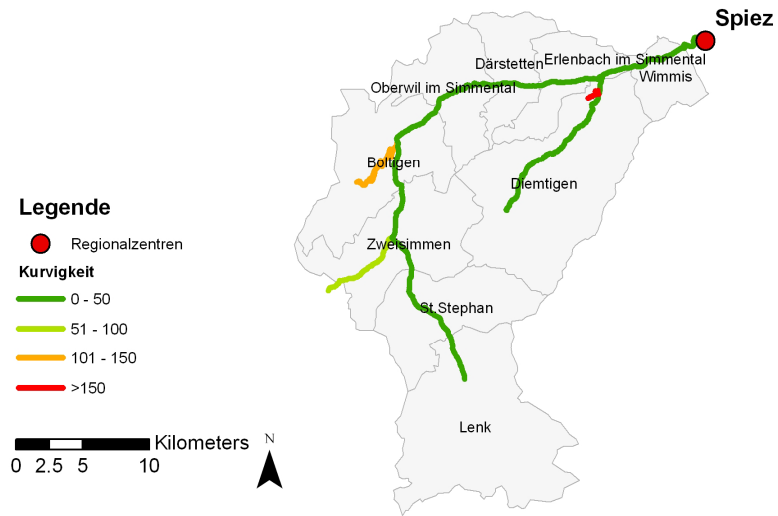 Spiez
Därstetten
Erlenbach im Simmental
Wimmis
Oberwil im Simmental
Boltigen
Diemtigen
Legende
Regionalzentren
Zweisimmen
Kurvigkeit
0 - 50
St.Stephan
51 - 100
101 - 150
>150
Lenk
Kilometers
N
0 2.5 5 10